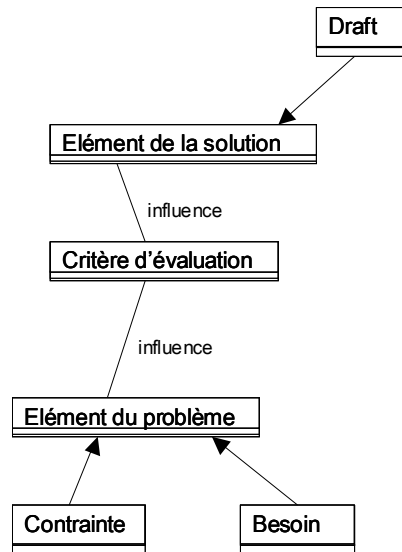 Draft
Elément de la solution
influence
Critère d'évaluation
influence
Elément du problème
Contrainte
Besoin